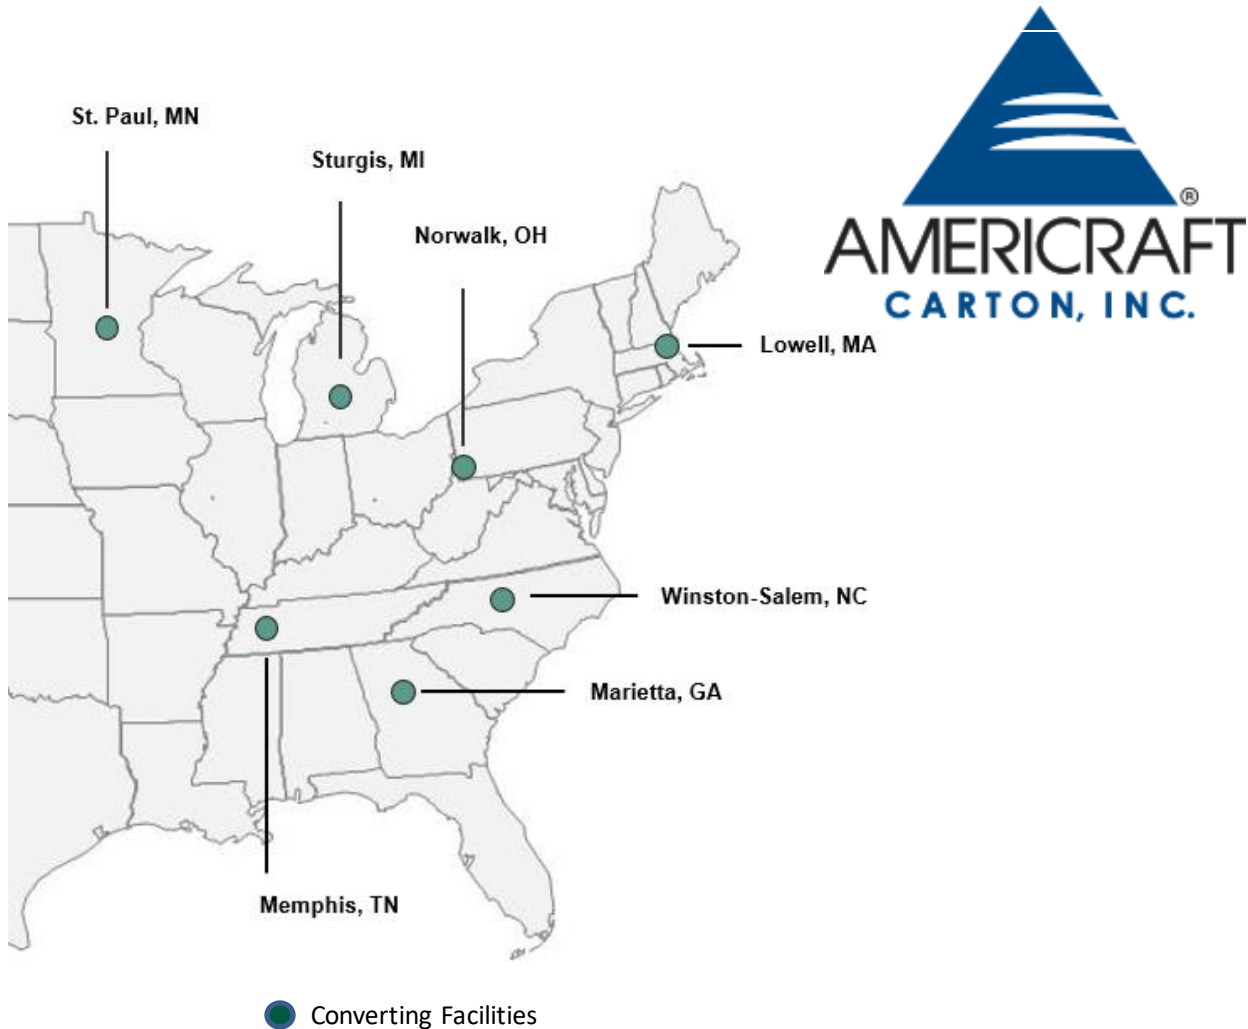 St. Paul, MN
Sturgis, MI
Norwalk, OH
®
AMERICRAFT
CARTON, INC.
Lowell, MA
Winston-Salem, NC
Marietta, GA
Memphis, TN
Converting Facilities